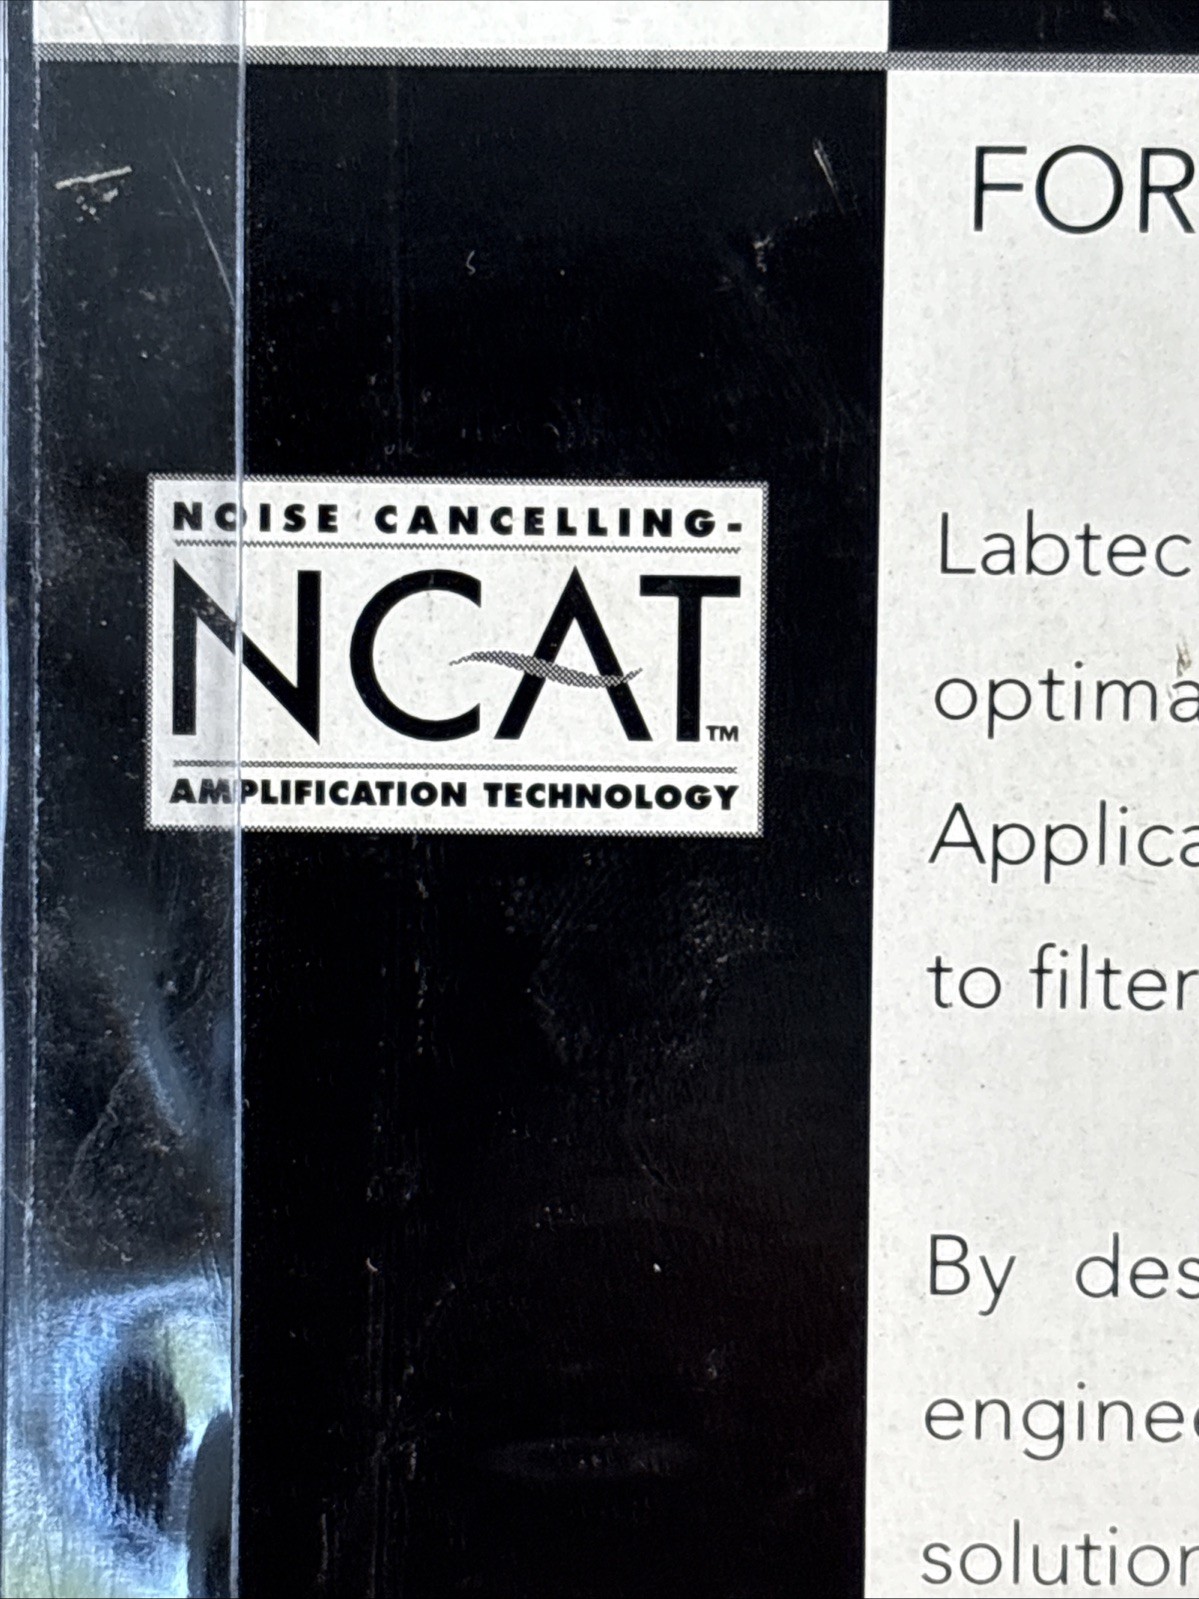 NOISE CANCELLING-
NCAT™
AMPLIFICATION TECHNOLOGY
FOR
Labtec
optima
Applica
to filter
By des
enginee
solution